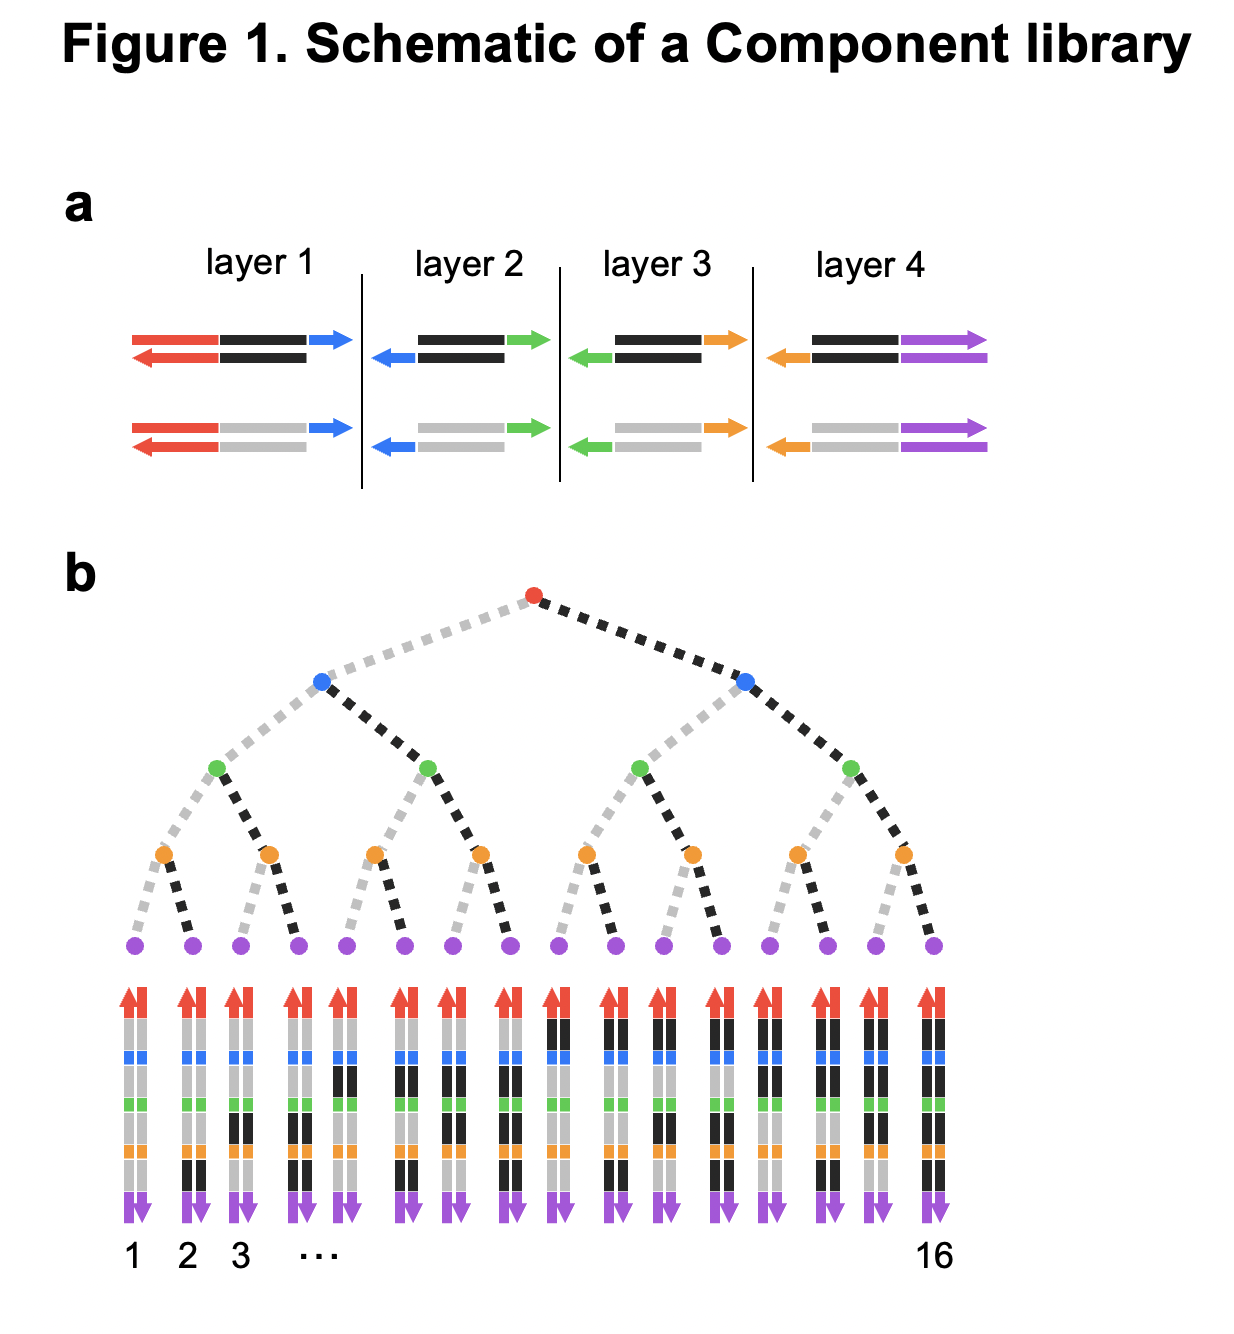 Figure 1. Schematic of a Component library
a
layer 1 layer 2 layer 3 layer 4
b
1 2 3 ... 16